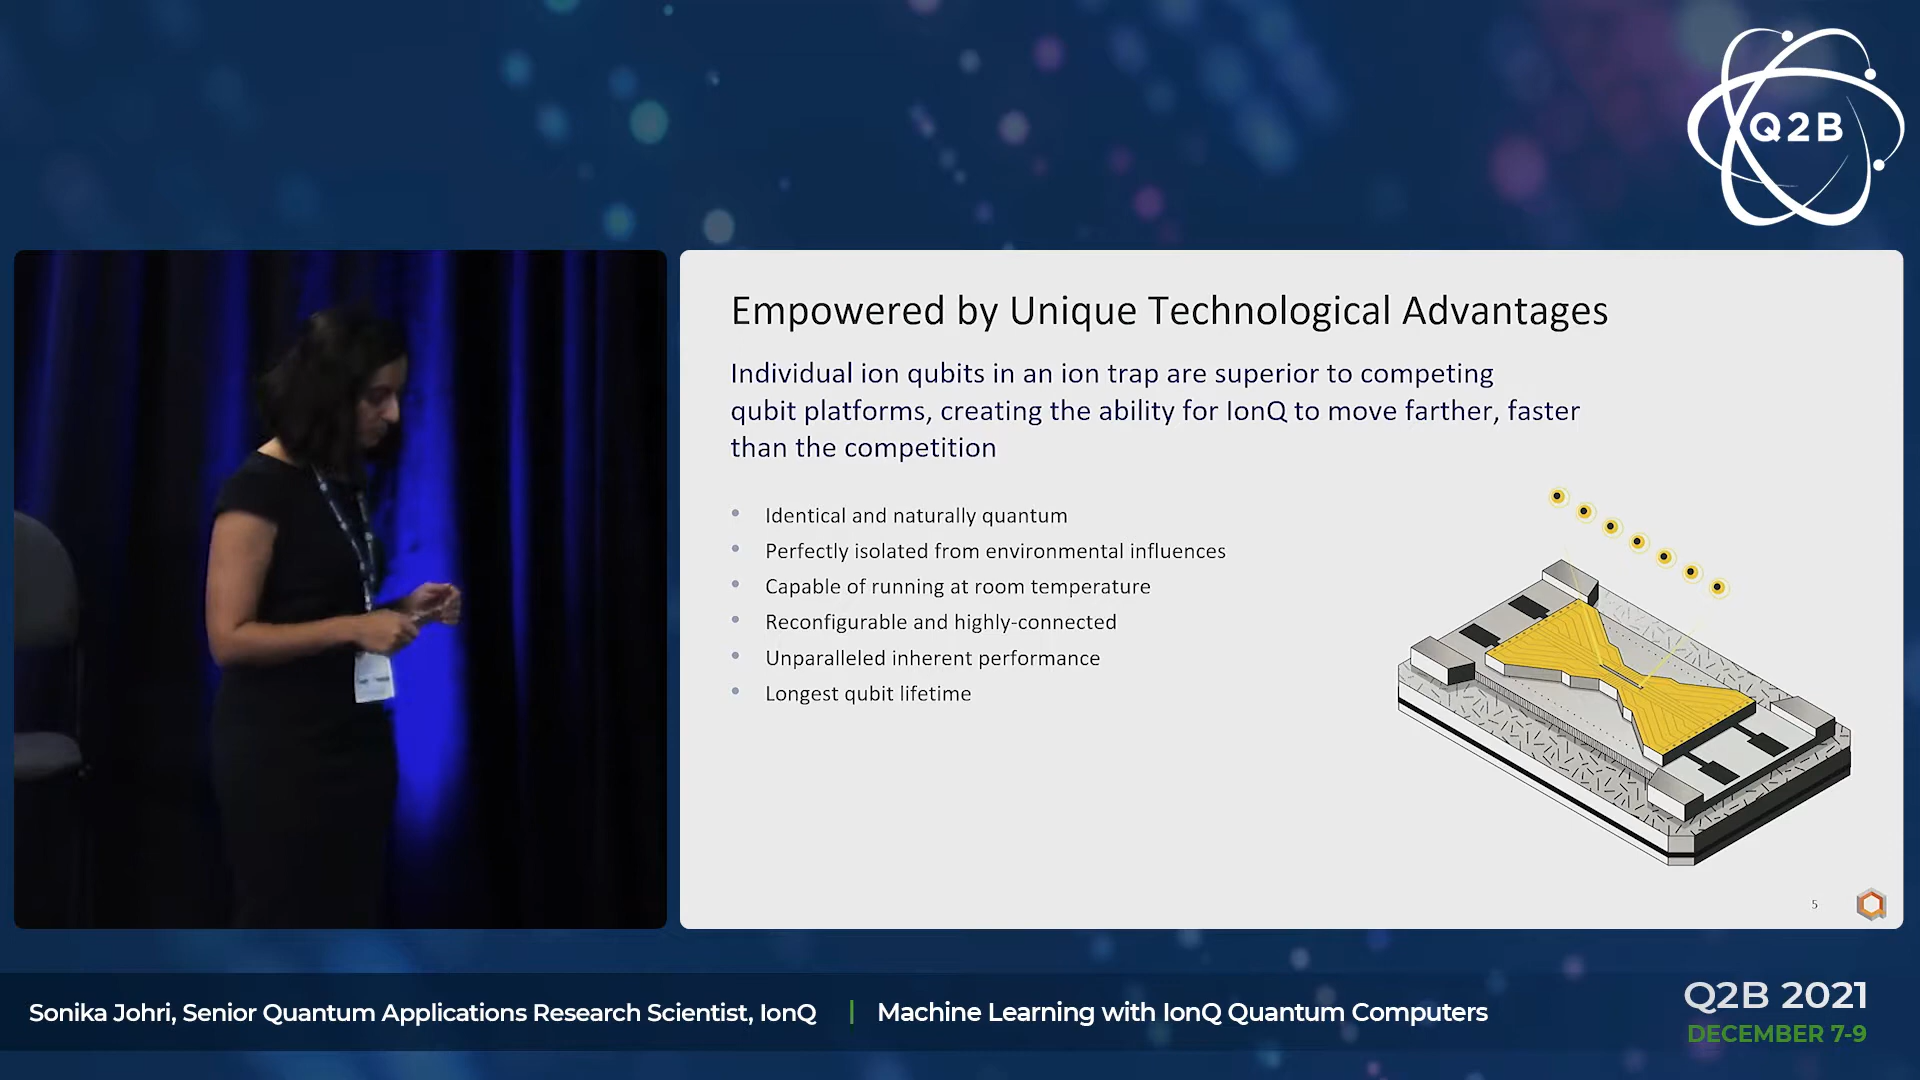 Q2B
Empowered by Unique Technological Advantages
Individual ion qubits in an ion trap are superior to competing
qubit platforms, creating the ability for IonQ to move farther, faster
than the competition
• Identical and naturally quantum
• Perfectly isolated from environmental influences
• Capable of running at room temperature
• Reconfigurable and highly-connected
• Unparalleled inherent performance
• Longest qubit lifetime
5
Sonika Johri, Senior Quantum Applications Research Scientist, IonQ | Machine Learning with IonQ Quantum Computers
Q2B 2021
DECEMBER 7-9